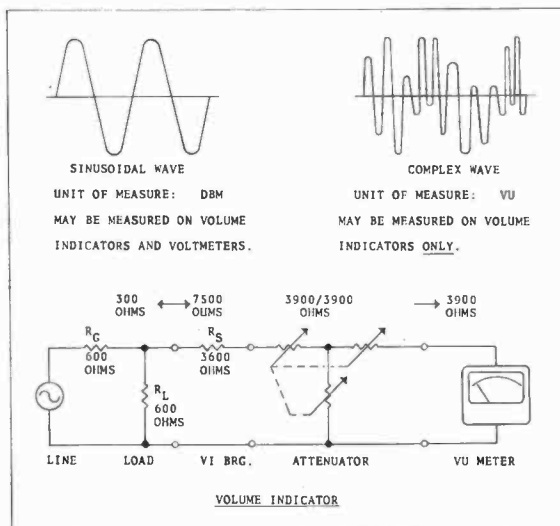 SINUSOIDAL WAVE
UNIT OF MEASURE: DBM
MAY BE MEASURED ON VOLUME
INDICATORS AND VOLTMETERS.
COMPLEX WAVE
UNIT OF MEASURE: VU
MAY BE MEASURED ON VOLUME
INDICATORS ONLY.
300 7500 3900/3900 3900
OHMS OHMS OHMS OHMS
RG RS
600 3600
OHMS OHMS
RL
600
OHMS
LINE LOAD VI BRG. ATTENUATOR VU METER
VOLUME INDICATOR